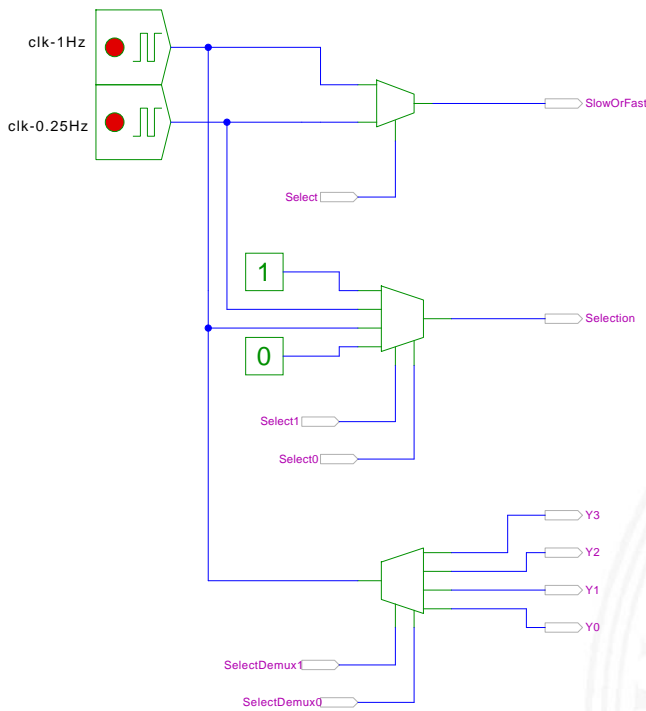 clk-1Hz
clk-0.25Hz
SlowOrFast
Select
1
Selection
0
Select1
Select0
Y3
Y2
Y1
Y0
SelectDemux1
SelectDemux0